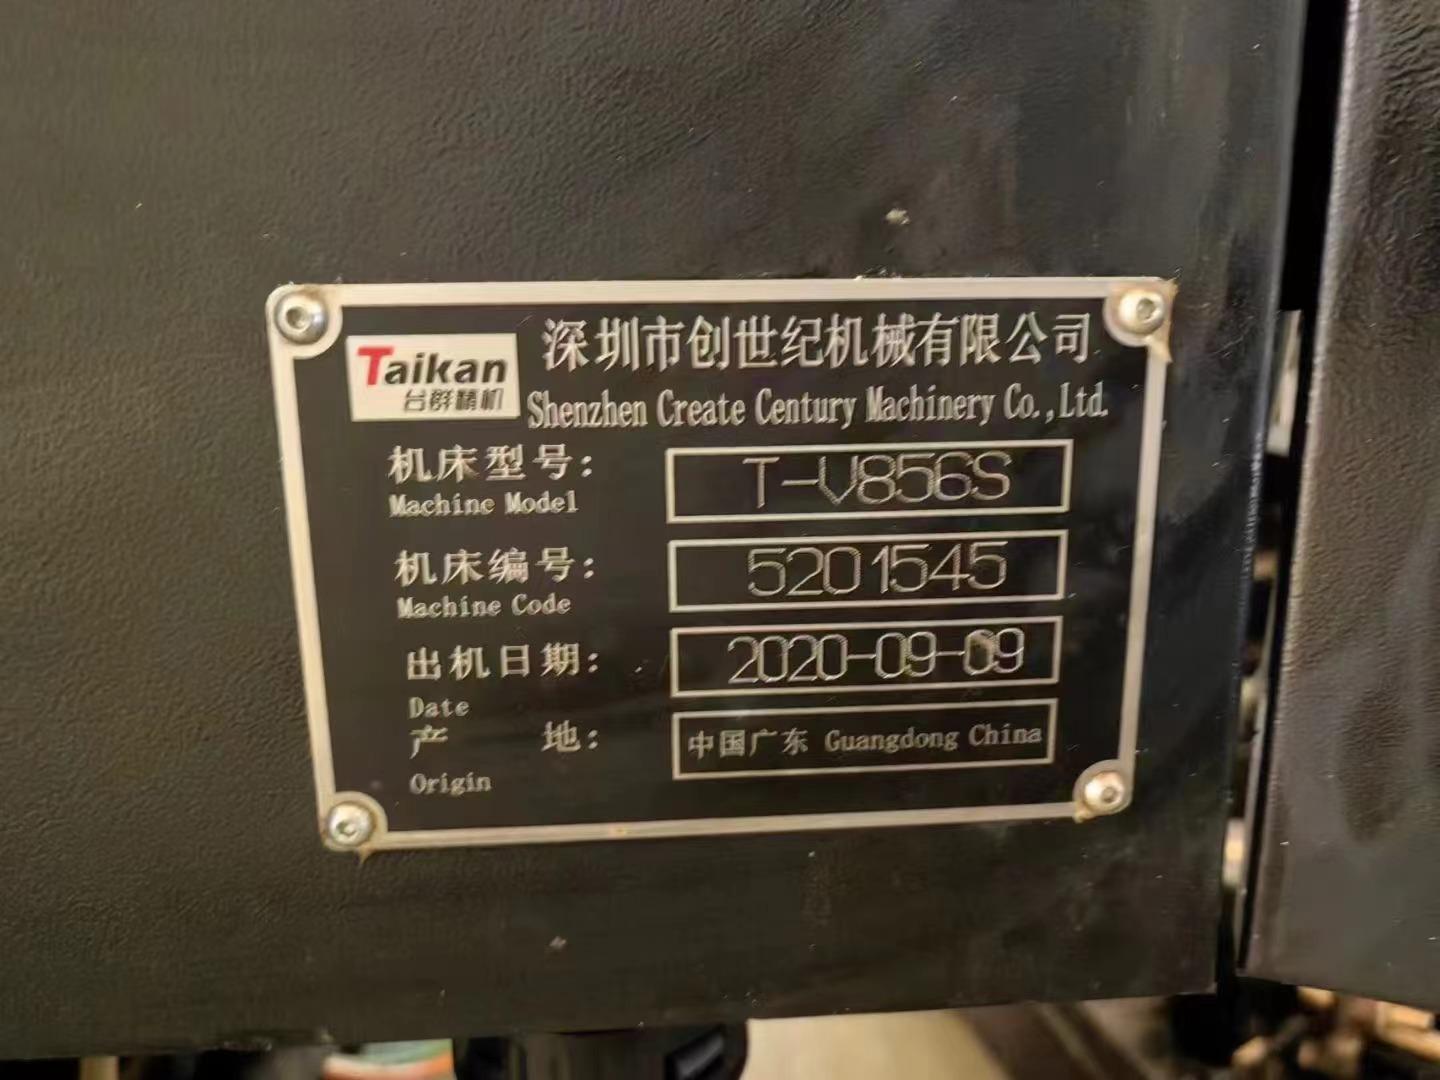 Taikan
台群精机
深圳市创世纪机械有限公司
Shenzhen Create Century Machinery Co.,Ltd.
机床型号: T-V856S
Machine Model
机床编号: 5201545
Machine Code
出机日期: 2020-09-09
Date
产 地: 中国广东 Guangdong China
Origin